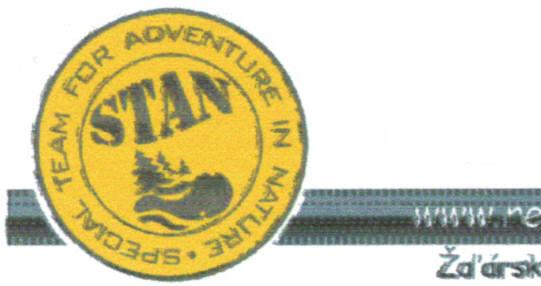 SPECIAL TEAM FOR ADVENTURE IN NATURE •
STAN
www.ne
Žďársk